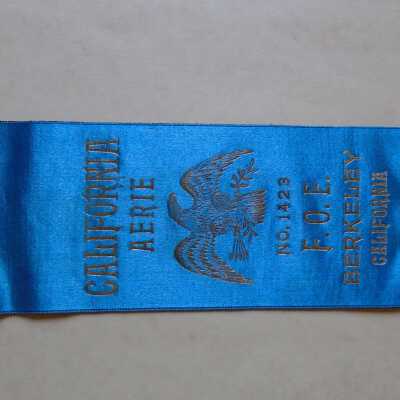 CALIFORNIA
AERIE
NO. 1423
F. O. E.
BERKELEY
CALIFORNIA